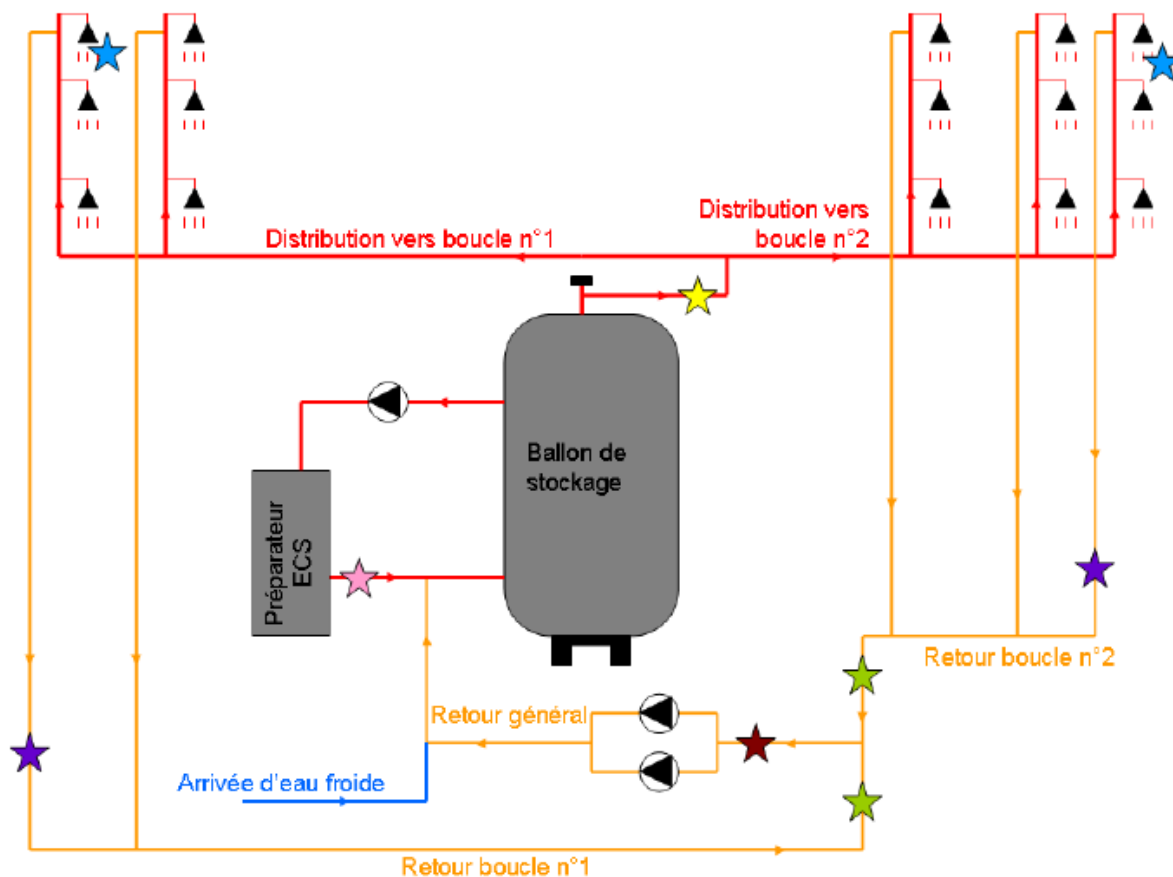 Distribution vers boucle n°1
Distribution vers
boucle n°2
Ballon de
stockage
Préparateur
ECS
Retour boucle n°2
Retour général
Arrivée d'eau froide
Retour boucle n°1